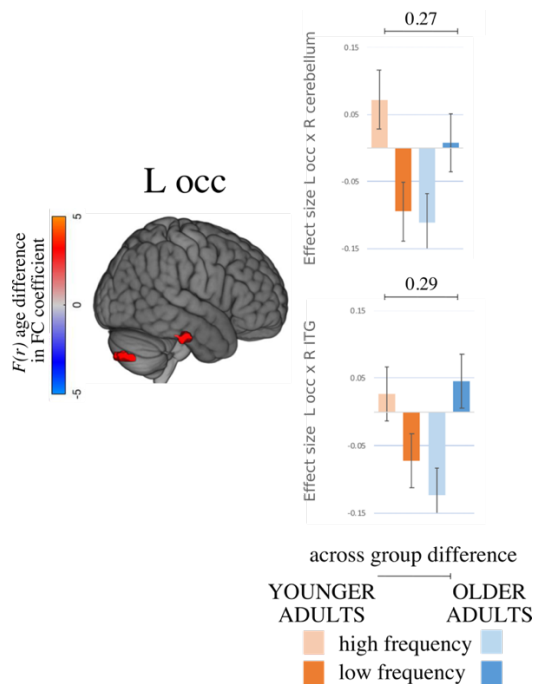 L occ
F(r) age difference
in FC coefficient
5
0
-5
0.27
Effect size L occ x R cerebellum
0.15
0.05
-0.05
-0.15
0.29
Effect size L occ x R ITG
0.15
0.05
-0.05
-0.15
across group difference
YOUNGER ADULTS
OLDER ADULTS
high frequency
low frequency